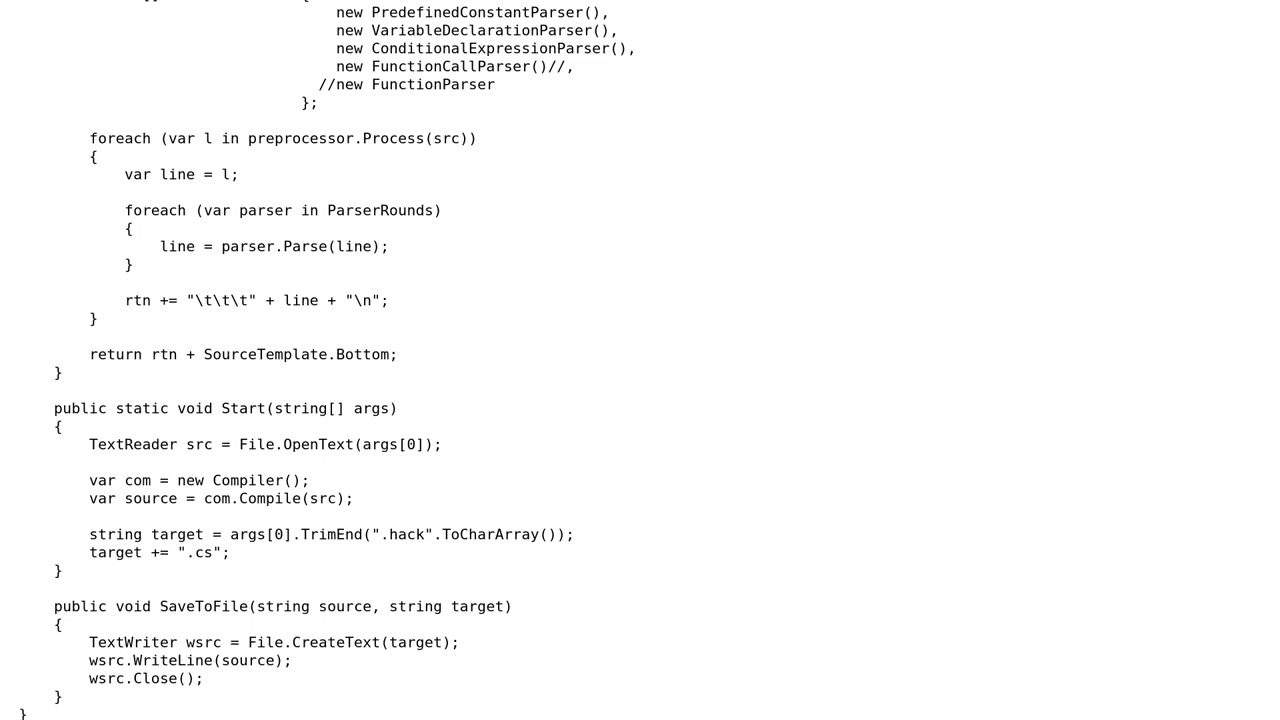 new PredefinedConstantParser(),
new VariableDeclarationParser(),
new ConditionalExpressionParser(),
new FunctionCallParser()//,
//new FunctionParser
};
foreach (var l in preprocessor.Process(src))
{
var line = l;
foreach (var parser in ParserRounds)
{
line = parser.Parse(line);
}
rtn += "\t\t\t" + line + "\n";
}
return rtn + SourceTemplate.Bottom;
}
public static void Start(string[] args)
{
TextReader src = File.OpenText(args[0]);
var com = new Compiler();
var source = com.Compile(src);
string target = args[0].TrimEnd(".hack".ToCharArray());
target += ".cs";
}
public void SaveToFile(string source, string target)
{
TextWriter wsrc = File.CreateText(target);
wsrc.WriteLine(source);
wsrc.Close();
}
}